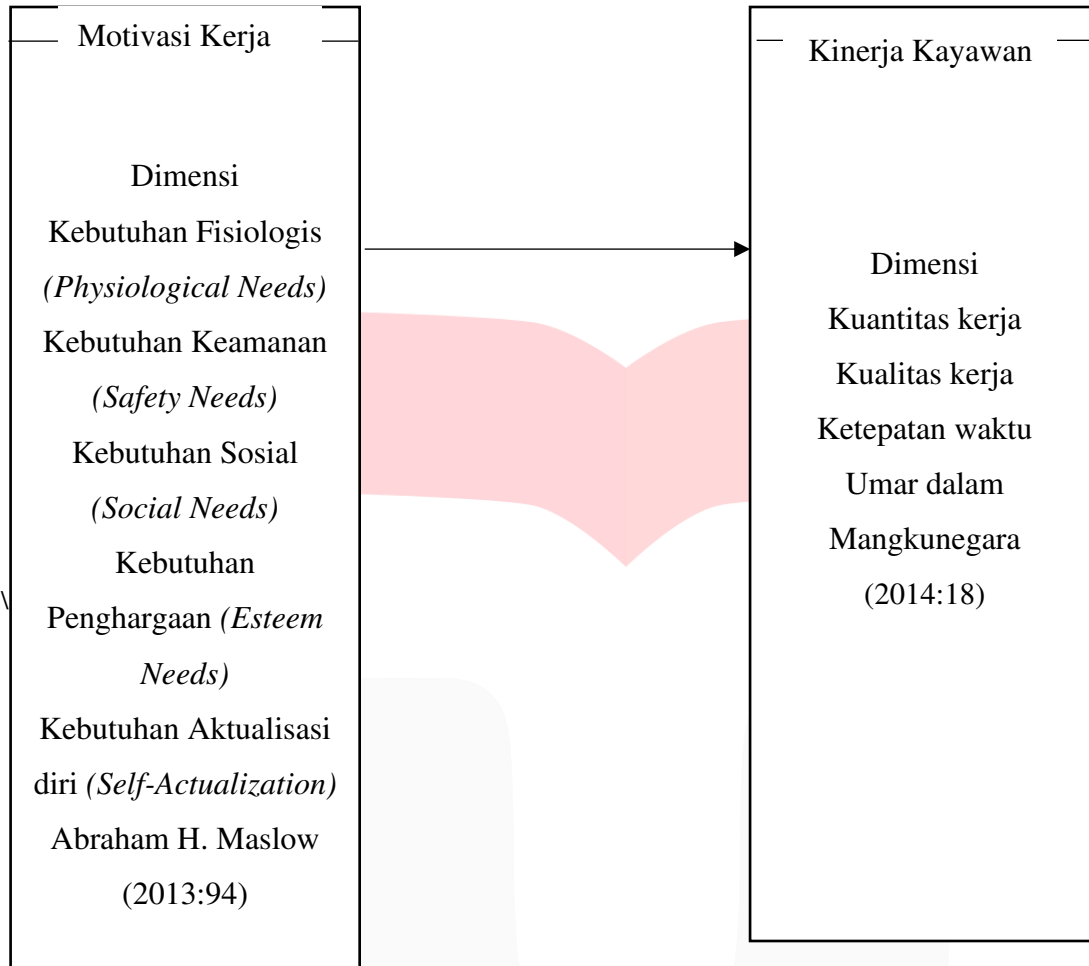 Motivasi Kerja
Dimensi
Kebutuhan Fisiologis
(Physiological Needs)
Kebutuhan Keamanan
(Safety Needs)
Kebutuhan Sosial
(Social Needs)
Kebutuhan
Penghargaan (Esteem
Needs)
Kebutuhan Aktualisasi
diri (Self-Actualization)
Abraham H. Maslow
(2013:94)
\
Kinerja Kayawan
Dimensi
Kuantitas kerja
Kualitas kerja
Ketepatan waktu
Umar dalam
Mangkunegara
(2014:18)